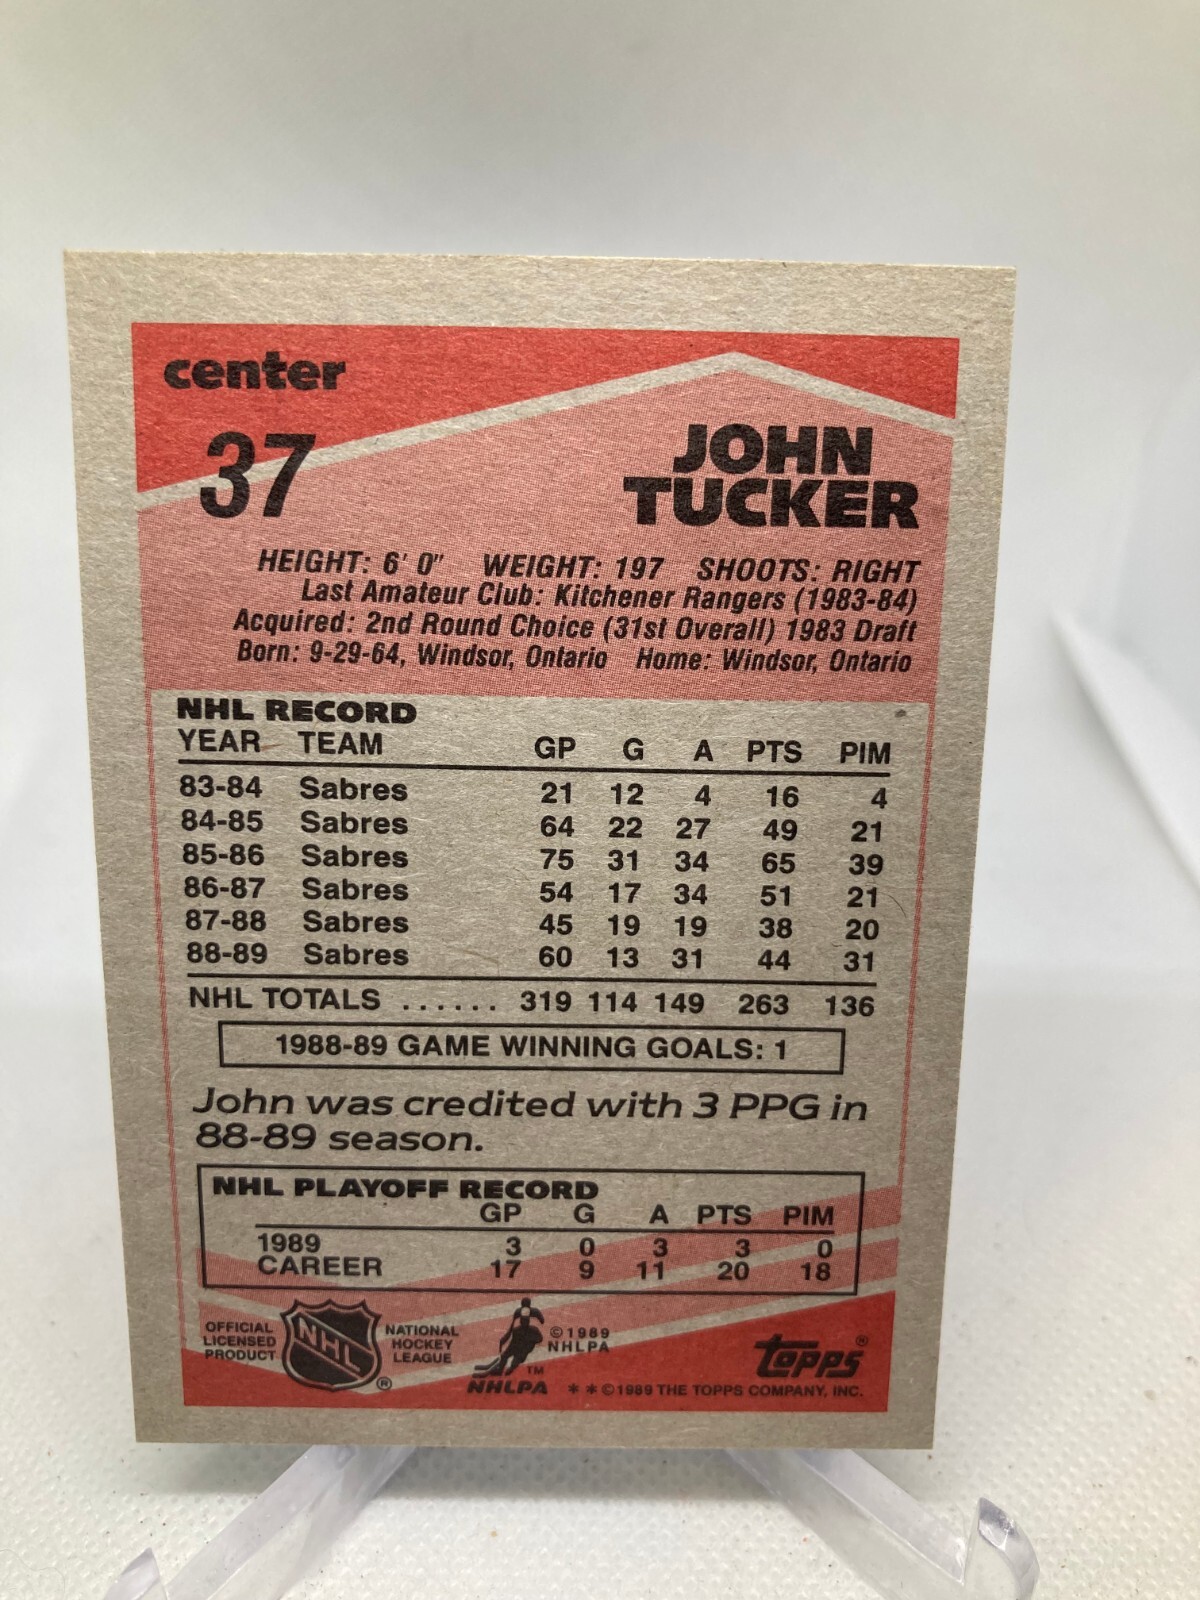 center
37
JOHN
TUCKER
HEIGHT: 6' 0" WEIGHT: 197 SHOOTS: RIGHT
Last Amateur Club: Kitchener Rangers (1983-84)
Acquired: 2nd Round Choice (31st Overall) 1983 Draft
Born: 9-29-64, Windsor, Ontario Home: Windsor, Ontario
NHL RECORD
YEAR TEAM GP G A PTS PIM
83-84 Sabres 21 12 4 16 4
84-85 Sabres 64 22 27 49 21
85-86 Sabres 75 31 34 65 39
86-87 Sabres 54 17 34 51 21
87-88 Sabres 45 19 19 38 20
88-89 Sabres 60 13 31 44 31
NHL TOTALS ...... 319 114 149 263 136
1988-89 GAME WINNING GOALS: 1
John was credited with 3 PPG in
88-89 season.
NHL PLAYOFF RECORD
GP G A PTS PIM
1989 3 0 3 3 0
CAREER 17 9 11 20 18
OFFICIAL
LICENSED
PRODUCT
NHL
®
NATIONAL
HOCKEY
LEAGUE
™
NHLPA
©1989
NHLPA
topps®
**©1989 THE TOPPS COMPANY, INC.